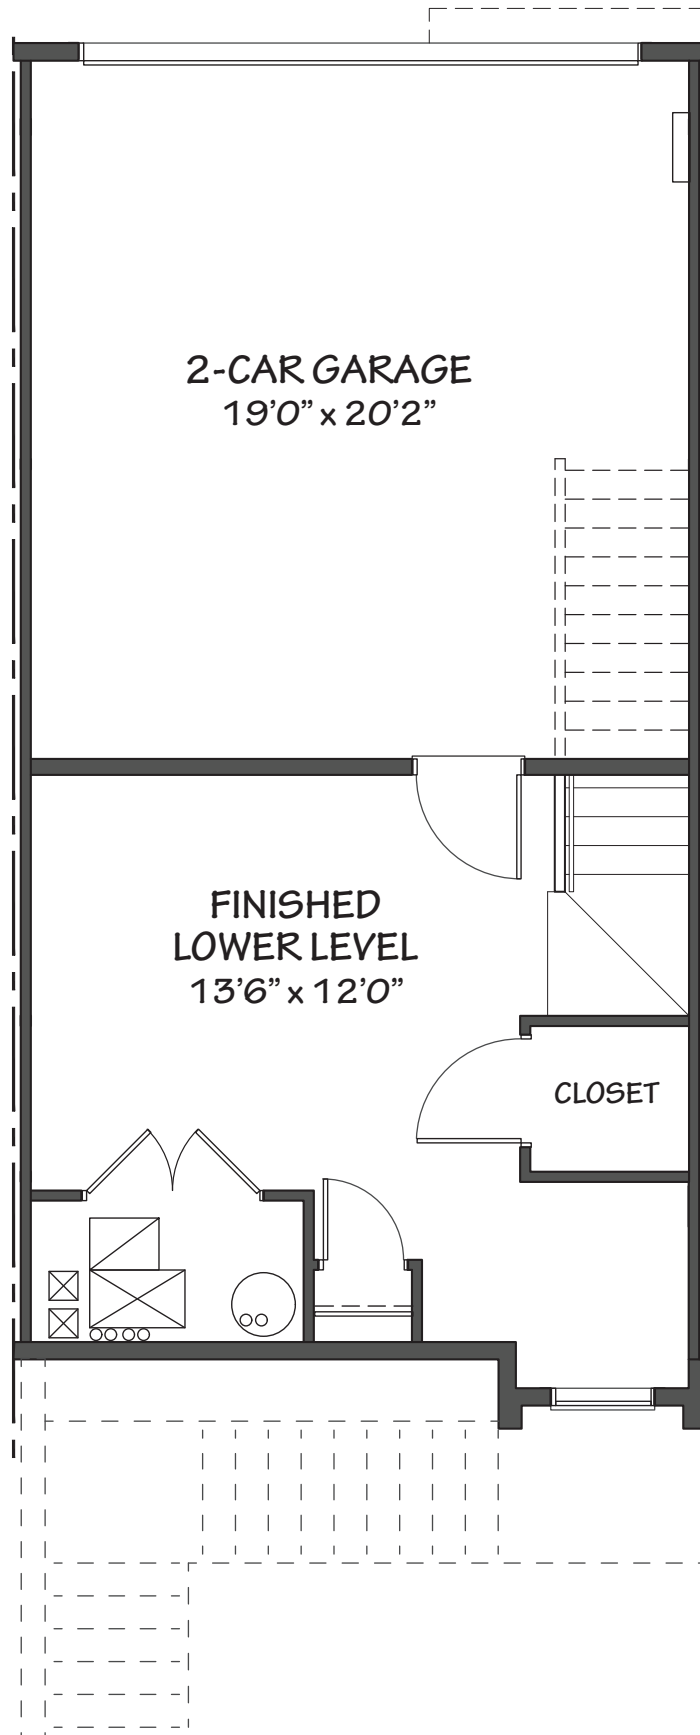 2-CAR GARAGE
19’0” x 20’2”
FINISHED
LOWER LEVEL
13’6” x 12’0”
CLOSET